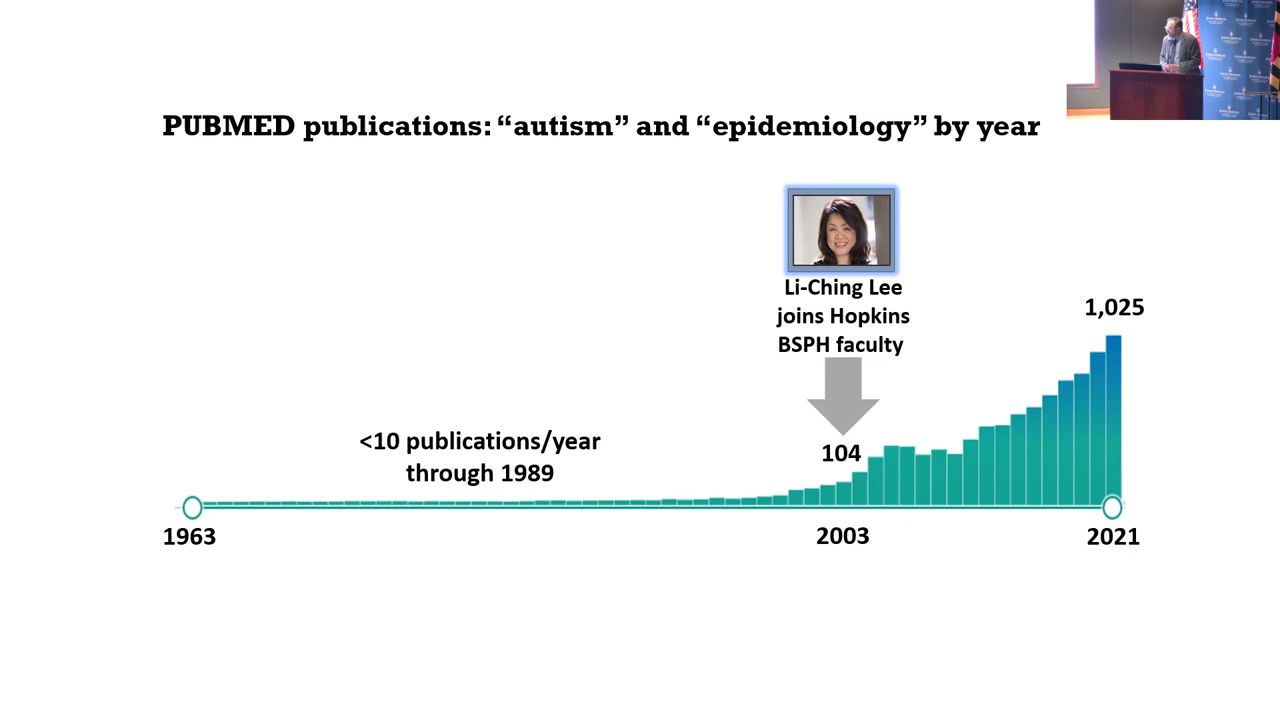 PUBMED publications: “autism” and “epidemiology” by year
Li-Ching Lee
joins Hopkins
BSPH faculty
1,025
104
<10 publications/year
through 1989
1963
2003
2021